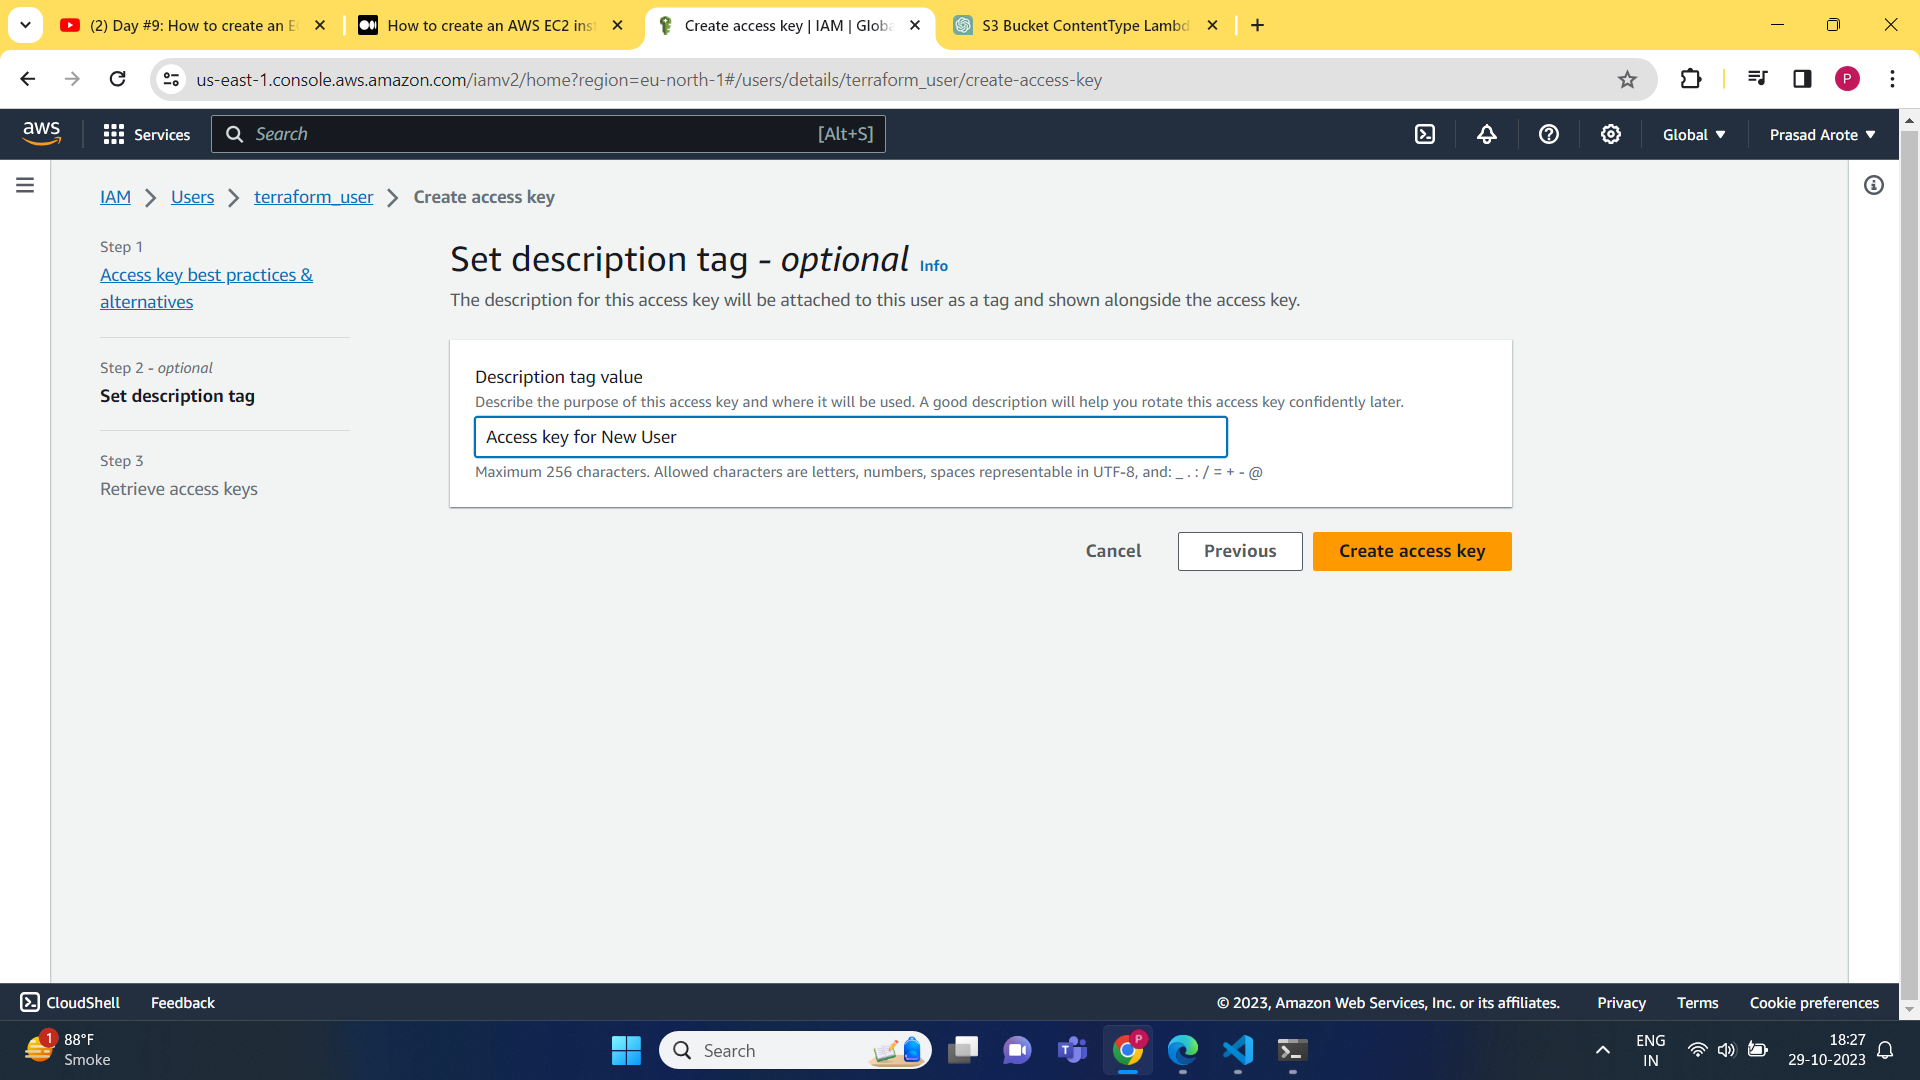 (2) Day #9: How to create an E
How to create an AWS EC2 inst
Create access key | IAM | Globa
S3 Bucket ContentType Lambd
us-east-1.console.aws.amazon.com/iamv2/home?region=eu-north-1#/users/details/terraform_user/create-access-key
P
aws
Services
Search
[Alt+S]
Global
Prasad Arote
IAM
Users
terraform_user
Create access key
Step 1
Access key best practices &
alternatives
Step 2 - optional
Set description tag
Step 3
Retrieve access keys
Set description tag - optional Info
The description for this access key will be attached to this user as a tag and shown alongside the access key.
Description tag value
Describe the purpose of this access key and where it will be used. A good description will help you rotate this access key confidently later.
Access key for New User
Maximum 256 characters. Allowed characters are letters, numbers, spaces representable in UTF-8, and: _ . : / = + - @
Cancel
Previous
Create access key
CloudShell
Feedback
© 2023, Amazon Web Services, Inc. or its affiliates.
Privacy
Terms
Cookie preferences
1
88°F
Smoke
Search
P
ENG
IN
18:27
29-10-2023